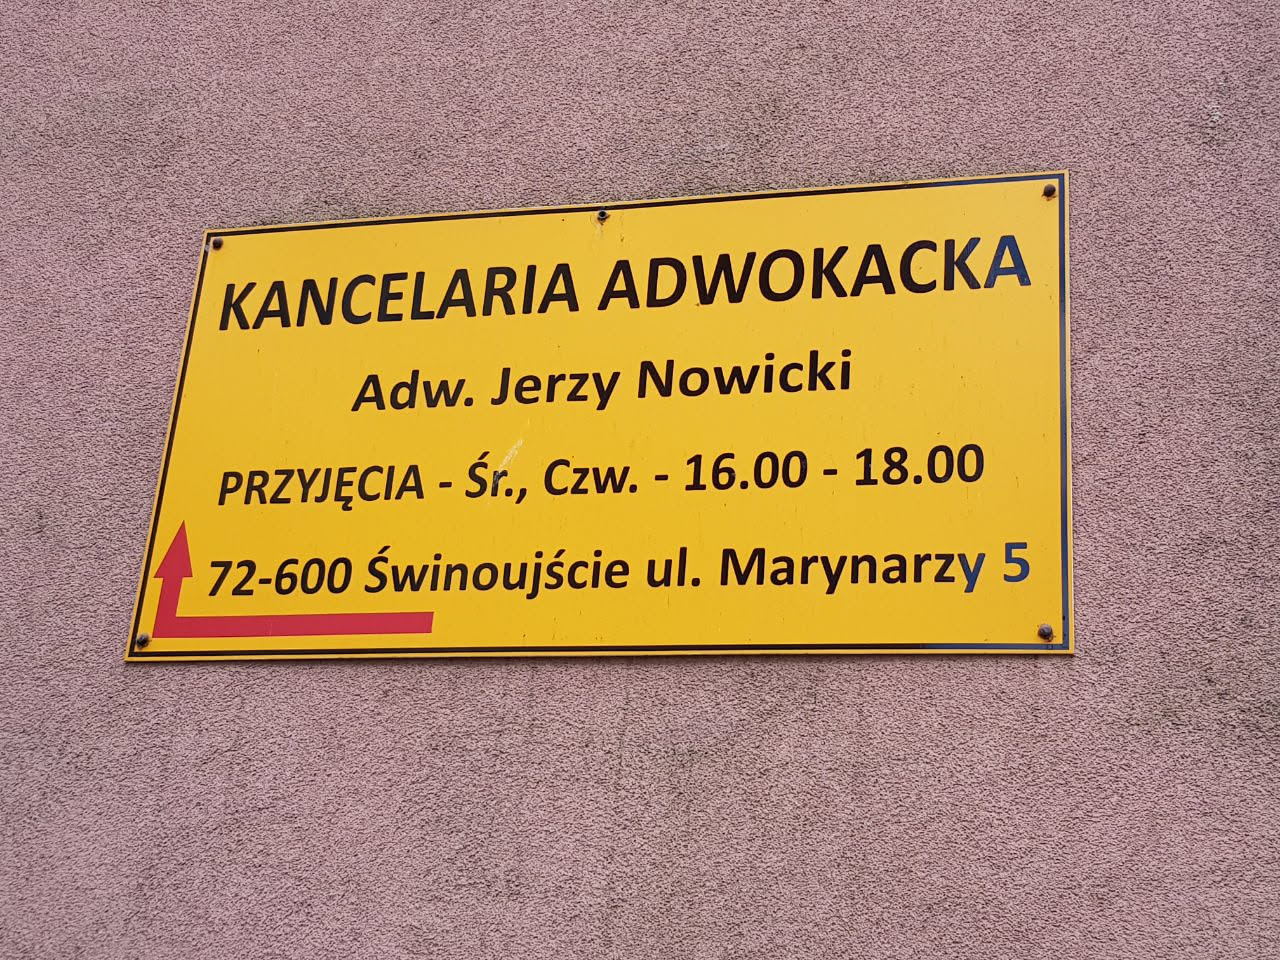 KANCELARIA ADWOKACKA
Adw. Jerzy Nowicki
PRZYJĘCIA - Śr., Czw. - 16.00 - 18.00
72-600 Świnoujście ul. Marynarzy 5